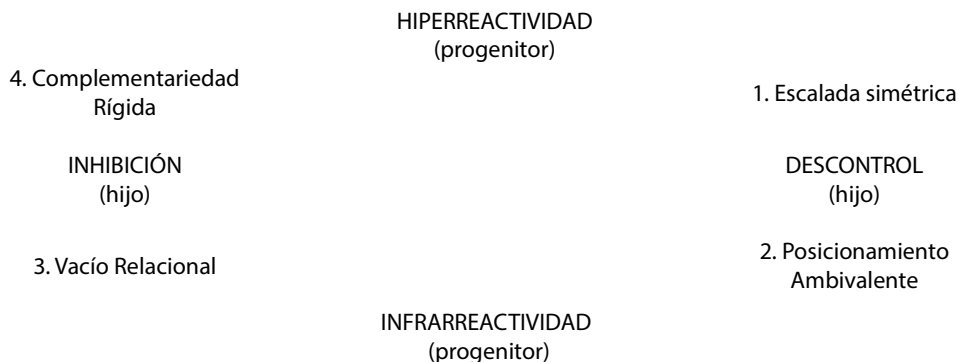 HIPERREACTIVIDAD
(progenitor)
4. Complementariedad
Rígida
1. Escalada simétrica
INHIBICIÓN
(hijo)
DESCONTROL
(hijo)
3. Vacío Relacional
2. Posicionamiento
Ambivalente
INFRARREACTIVIDAD
(progenitor)